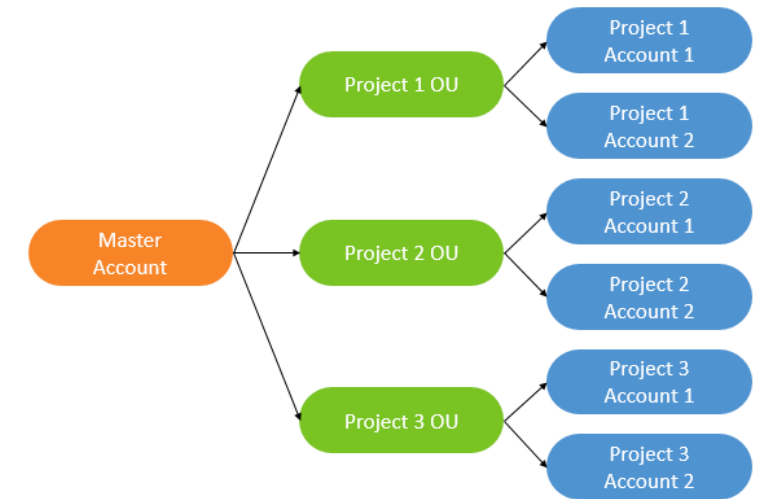 Master
Account
Project 1 OU
Project 1
Account 1
Project 1
Account 2
Project 2 OU
Project 2
Account 1
Project 2
Account 2
Project 3 OU
Project 3
Account 1
Project 3
Account 2